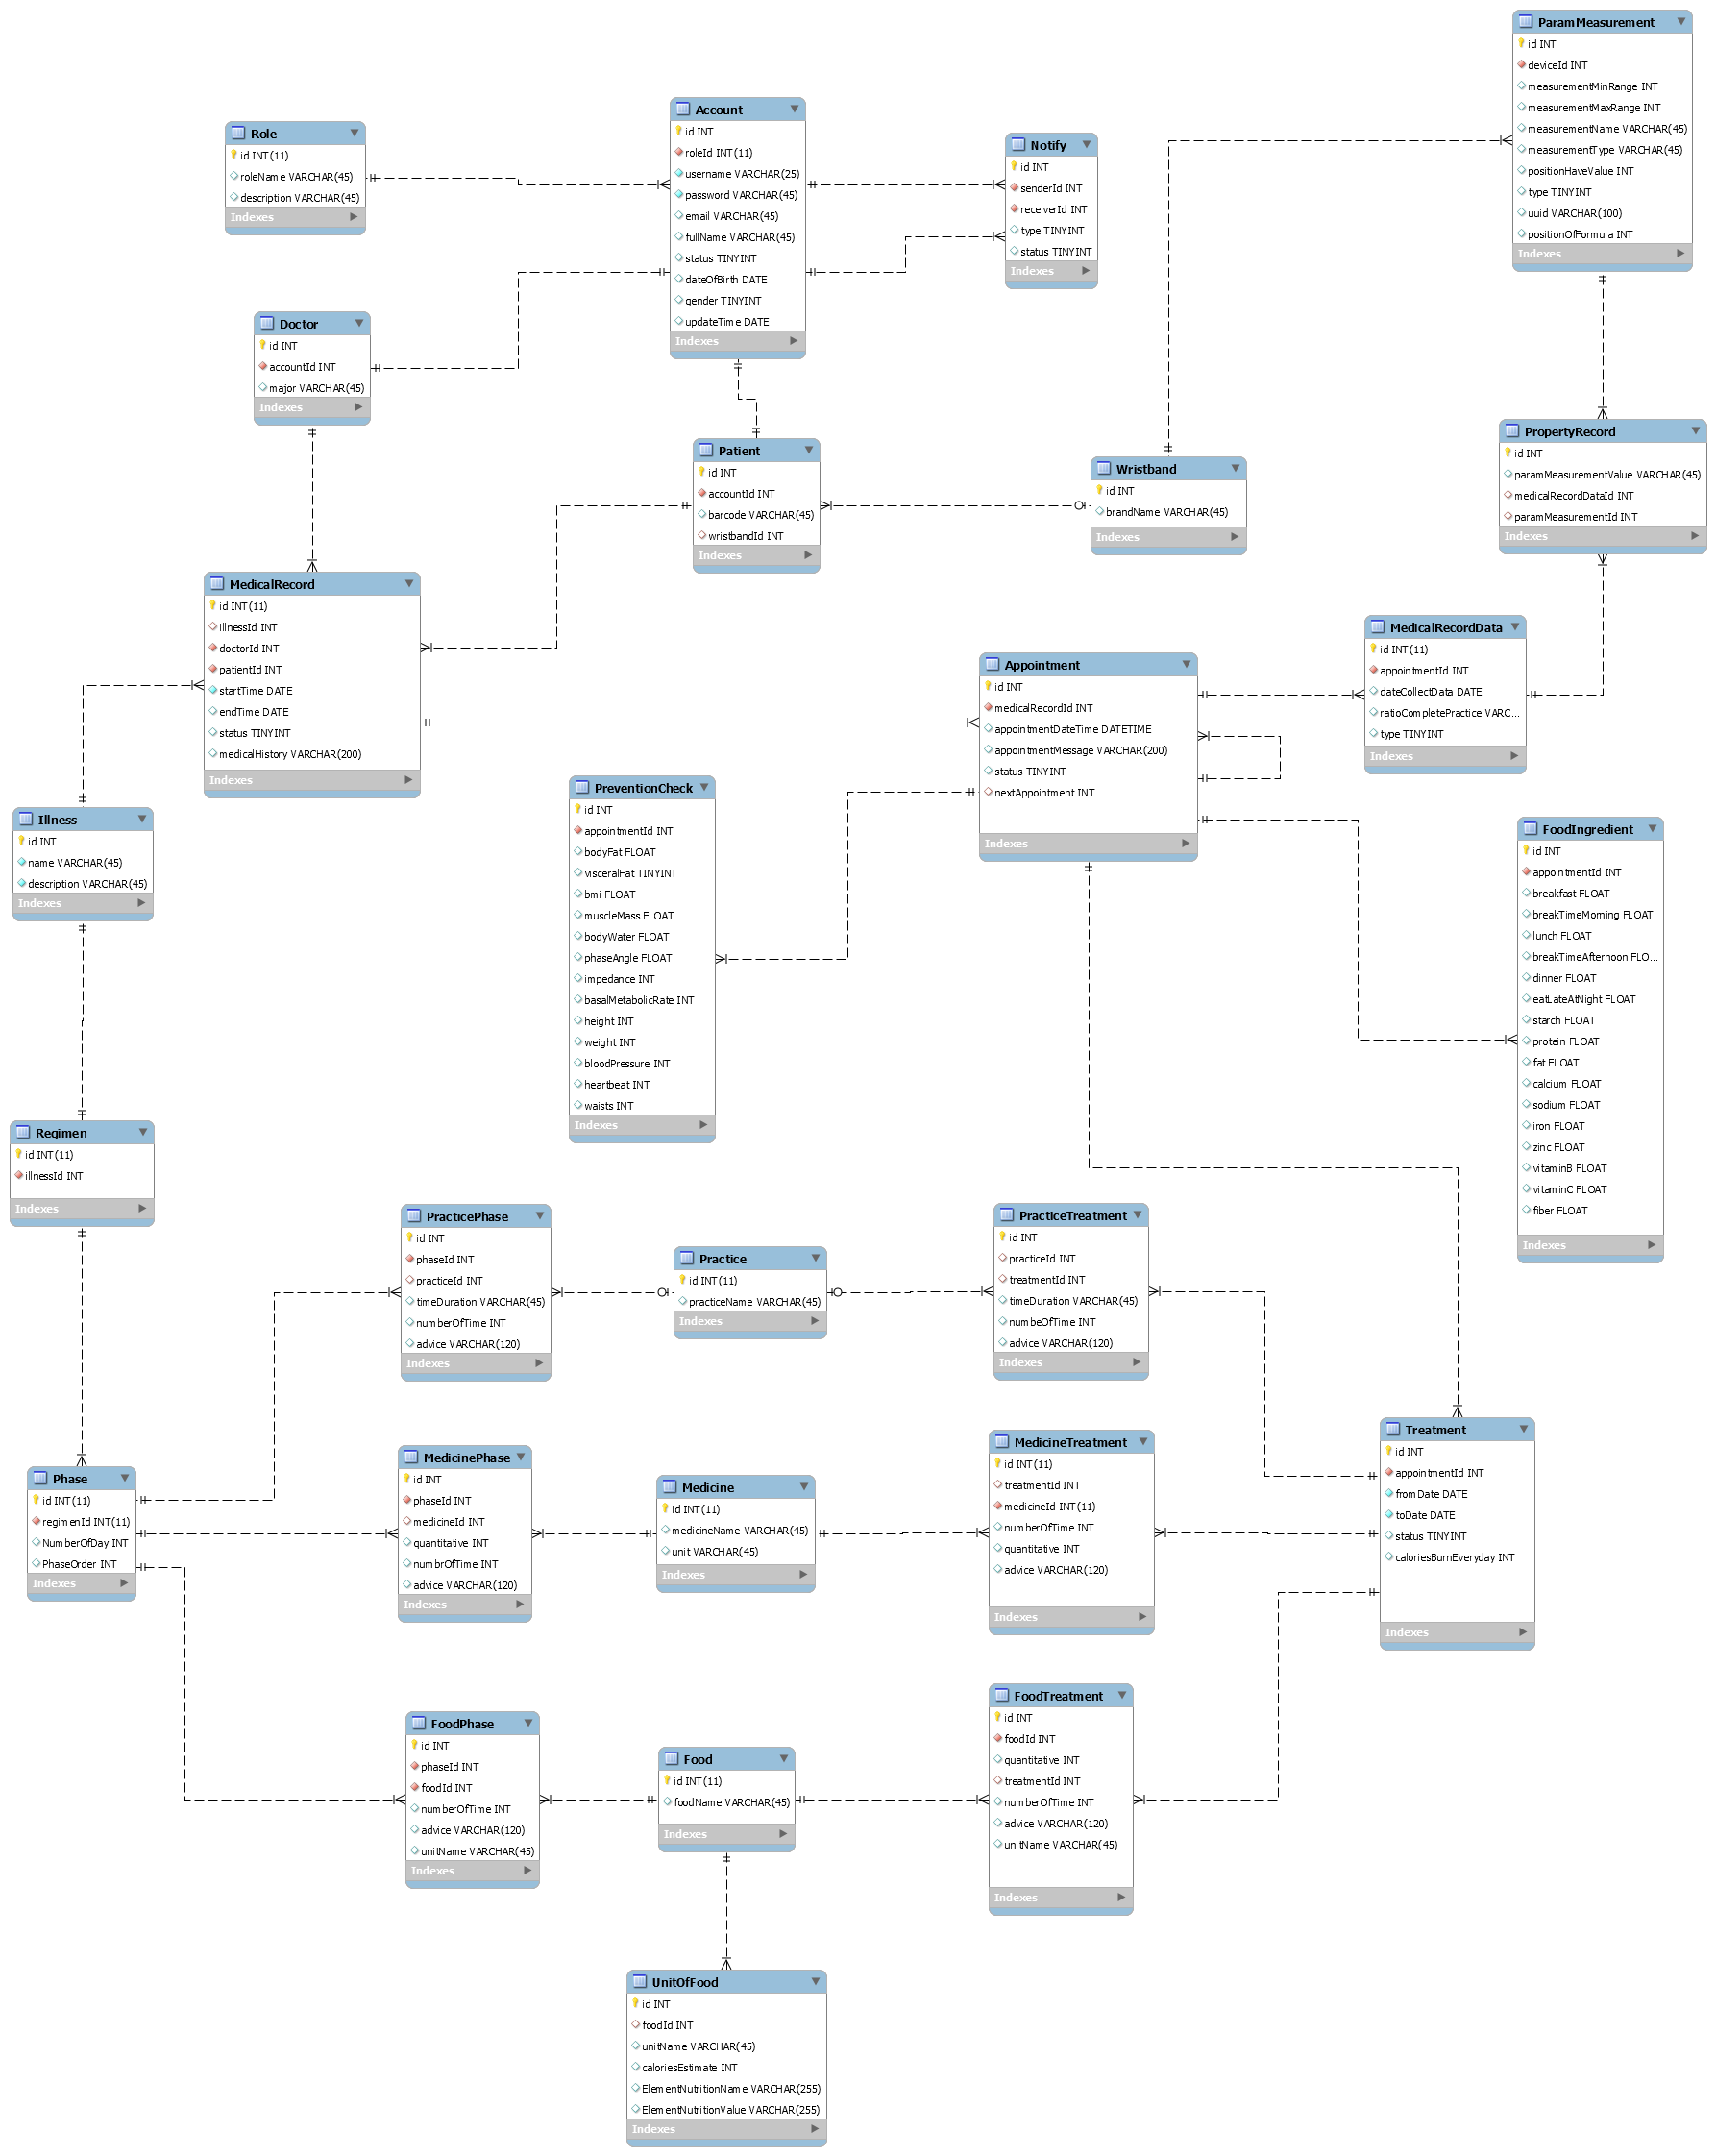 ParamMeasurement
id INT
deviceId INT
measurementMinRange INT
measurementMaxRange INT
measurementName VARCHAR(45)
measurementType VARCHAR(45)
positionHaveValue INT
type TINYINT
uuid VARCHAR(100)
positionOfFormula INT
Indexes
Account
id INT
roleId INT(11)
username VARCHAR(25)
password VARCHAR(45)
email VARCHAR(45)
fullName VARCHAR(45)
status TINYINT
dateOfBirth DATE
gender TINYINT
updateTime DATE
Indexes
Role
id INT(11)
roleName VARCHAR(45)
description VARCHAR(45)
Indexes
Notify
id INT
senderId INT
receiverId INT
type TINYINT
status TINYINT
Indexes
Doctor
id INT
accountId INT
major VARCHAR(45)
Indexes
Patient
id INT
accountId INT
barcode VARCHAR(45)
wristbandId INT
Indexes
Wristband
id INT
brandName VARCHAR(45)
Indexes
PropertyRecord
id INT
paramMeasurementValue VARCHAR(45)
medicalRecordDataId INT
paramMeasurementId INT
Indexes
MedicalRecord
id INT(11)
illnessId INT
doctorId INT
patientId INT
startTime DATE
endTime DATE
status TINYINT
medicalHistory VARCHAR(200)
Indexes
MedicalRecordData
id INT(11)
appointmentId INT
dateCollectData DATE
ratioCompletePractice VARC...
type TINYINT
Indexes
Appointment
id INT
medicalRecordId INT
appointmentDateTime DATETIME
appointmentMessage VARCHAR(200)
status TINYINT
nextAppointment INT
Indexes
PreventionCheck
id INT
appointmentId INT
bodyFat FLOAT
visceralFat TINYINT
bmi FLOAT
muscleMass FLOAT
bodyWater FLOAT
phaseAngle FLOAT
impedance INT
basalMetabolicRate INT
height INT
weight INT
bloodPressure INT
heartbeat INT
waists INT
Indexes
Illness
id INT
name VARCHAR(45)
description VARCHAR(45)
Indexes
FoodIngredient
id INT
appointmentId INT
breakfast FLOAT
breakTimeMorning FLOAT
lunch FLOAT
breakTimeAfternoon FLO...
dinner FLOAT
eatLateAtNight FLOAT
starch FLOAT
protein FLOAT
fat FLOAT
calcium FLOAT
sodium FLOAT
iron FLOAT
zinc FLOAT
vitaminB FLOAT
vitaminC FLOAT
fiber FLOAT
Indexes
Regimen
id INT(11)
illnessId INT
Indexes
PracticePhase
id INT
phaseId INT
practiceId INT
timeDuration VARCHAR(45)
numberOfTime INT
advice VARCHAR(120)
Indexes
Practice
id INT(11)
practiceName VARCHAR(45)
Indexes
PracticeTreatment
id INT
practiceId INT
treatmentId INT
timeDuration VARCHAR(45)
numbeOfTime INT
advice VARCHAR(120)
Indexes
Phase
id INT(11)
regimenId INT(11)
NumberOfDay INT
PhaseOrder INT
Indexes
MedicinePhase
id INT
phaseId INT
medicineId INT
quantitative INT
numbrOfTime INT
advice VARCHAR(120)
Indexes
Medicine
id INT(11)
medicineName VARCHAR(45)
unit VARCHAR(45)
Indexes
MedicineTreatment
id INT(11)
treatmentId INT
medicineId INT(11)
numberOfTime INT
quantitative INT
advice VARCHAR(120)
Indexes
Treatment
id INT
appointmentId INT
fromDate DATE
toDate DATE
status TINYINT
caloriesBurnEveryday INT
Indexes
FoodPhase
id INT
phaseId INT
foodId INT
numberOfTime INT
advice VARCHAR(120)
unitName VARCHAR(45)
Indexes
Food
id INT(11)
foodName VARCHAR(45)
Indexes
FoodTreatment
id INT
foodId INT
quantitative INT
treatmentId INT
numberOfTime INT
advice VARCHAR(120)
unitName VARCHAR(45)
Indexes
UnitOfFood
id INT
foodId INT
unitName VARCHAR(45)
caloriesEstimate INT
ElementNutritionName VARCHAR(255)
ElementNutritionValue VARCHAR(255)
Indexes